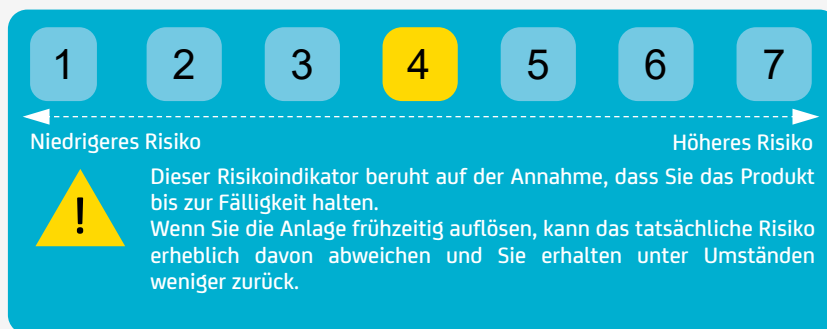 1 2 3 4 5 6 7
Niedrigeres Risiko Höheres Risiko
Dieser Risikoindikator beruht auf der Annahme, dass Sie das Produkt
bis zur Fälligkeit halten.
Wenn Sie die Anlage frühzeitig auflösen, kann das tatsächliche Risiko
erheblich davon abweichen und Sie erhalten unter Umständen
weniger zurück.
!